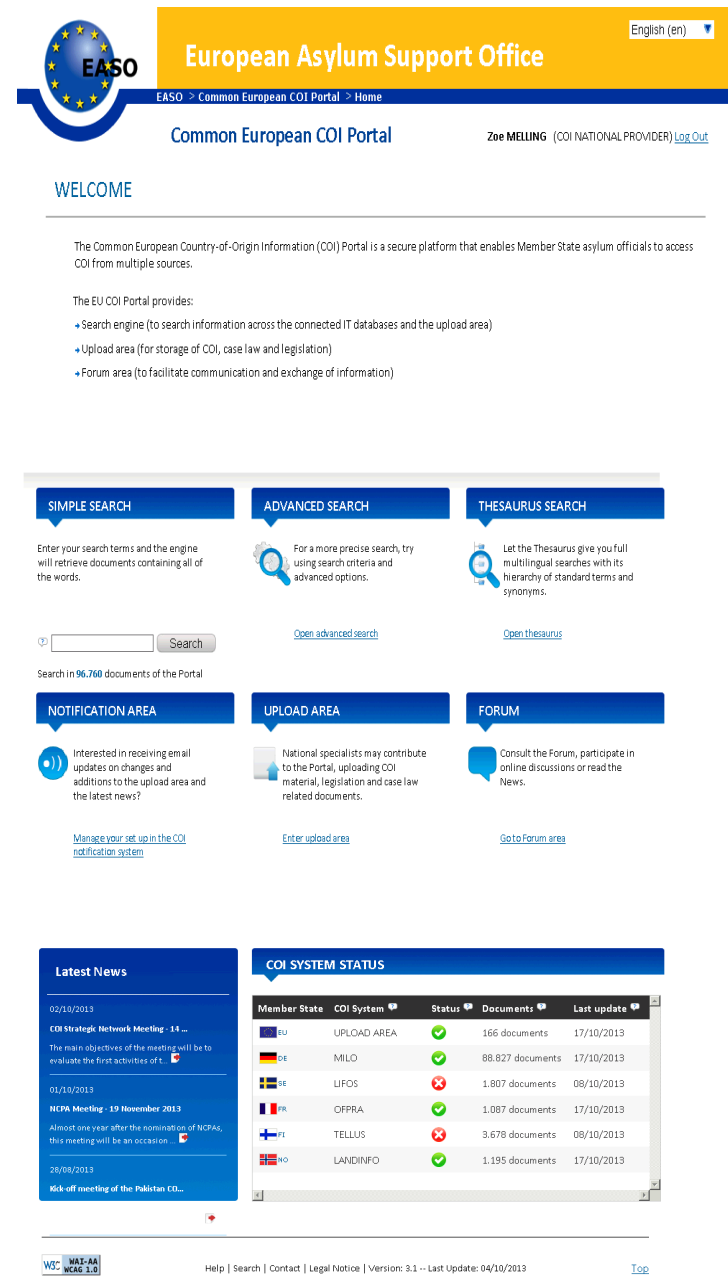 English (en)
EASO
European Asylum Support Office
EASO > Common European COI Portal > Home
Common European COI Portal
Zoe MELLING (COI NATIONAL PROVIDER) Log Out
WELCOME
The Common European Country-of-Origin Information (COI) Portal is a secure platform that enables Member State asylum officials to access
COI from multiple sources.
The EU COI Portal provides:
Search engine (to search information across the connected IT databases and the upload area)
Upload area (for storage of COI, case law and legislation)
Forum area (to facilitate communication and exchange of information)
SIMPLE SEARCH
Enter your search terms and the engine
will retrieve documents containing all of
the words.
Search
Search in 96.760 documents of the Portal
ADVANCED SEARCH
For a more precise search, try
using search criteria and
advanced options.
Open advanced search
THESAURUS SEARCH
Let the Thesaurus give you full
multilingual searches with its
hierarchy of standard terms and
synonyms.
Open thesaurus
NOTIFICATION AREA
Interested in receiving email
updates on changes and
additions to the upload area and
the latest news?
Manage your set up in the COI
notification system
UPLOAD AREA
National specialists may contribute
to the Portal, uploading COI
material, legislation and case law
related documents.
Enter upload area
FORUM
Consult the Forum, participate in
online discussions or read the
News.
Go to Forum area
Latest News
02/10/2013
COI Strategic Network Meeting - 14 ...
The main objectives of the meeting will be to
evaluate the first activities of t...
01/10/2013
NCPA Meeting - 19 November 2013
Almost one year after the nomination of NCPAs,
this meeting will be an occasion ...
28/08/2013
Kick-off meeting of the Pakistan CO...
COI SYSTEM STATUS
Member State COI System Status Documents Last update
EU UPLOAD AREA 166 documents 17/10/2013
DE MILO 88.827 documents 17/10/2013
SE LIFOS 1.807 documents 08/10/2013
FR OFPRA 1.087 documents 17/10/2013
FI TELLUS 3.678 documents 08/10/2013
NO LANDINFO 1.195 documents 17/10/2013
W3C WAI-AA
WCAG 1.0
Help | Search | Contact | Legal Notice | Version: 3.1 -- Last Update: 04/10/2013
Top